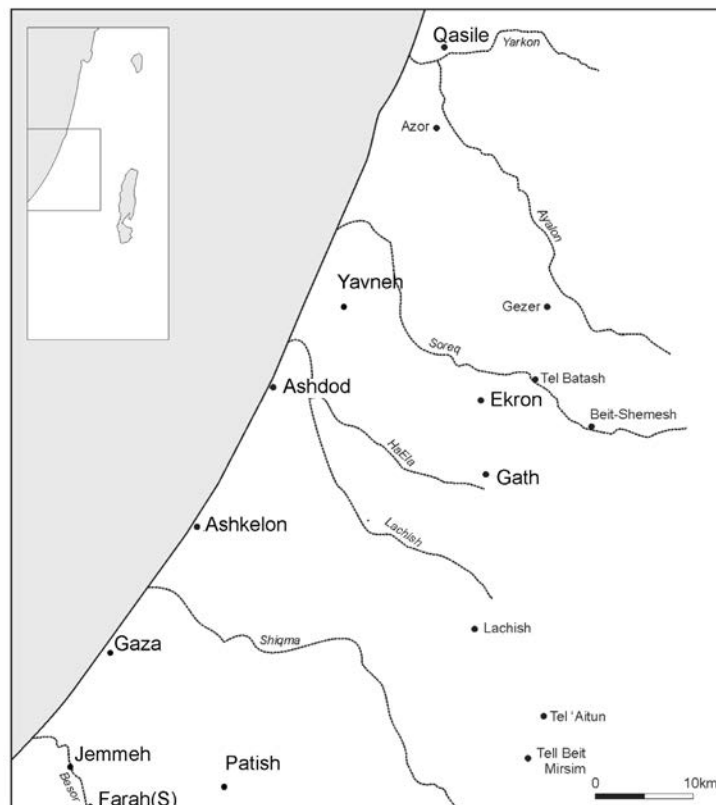 Qasile
Yarkon
Azor
Ayalon
Yavneh
Gezer
Soreq
Tel Batash
Ashdod
Ekron
Beit-Shemesh
HaEla
Gath
Ashkelon
Lachish
Lachish
Gaza
Shiqma
Tel ‘Aitun
Jemmeh
Patish
Tell Beit
Mirsim
Besor
0 10km
Farah(S)